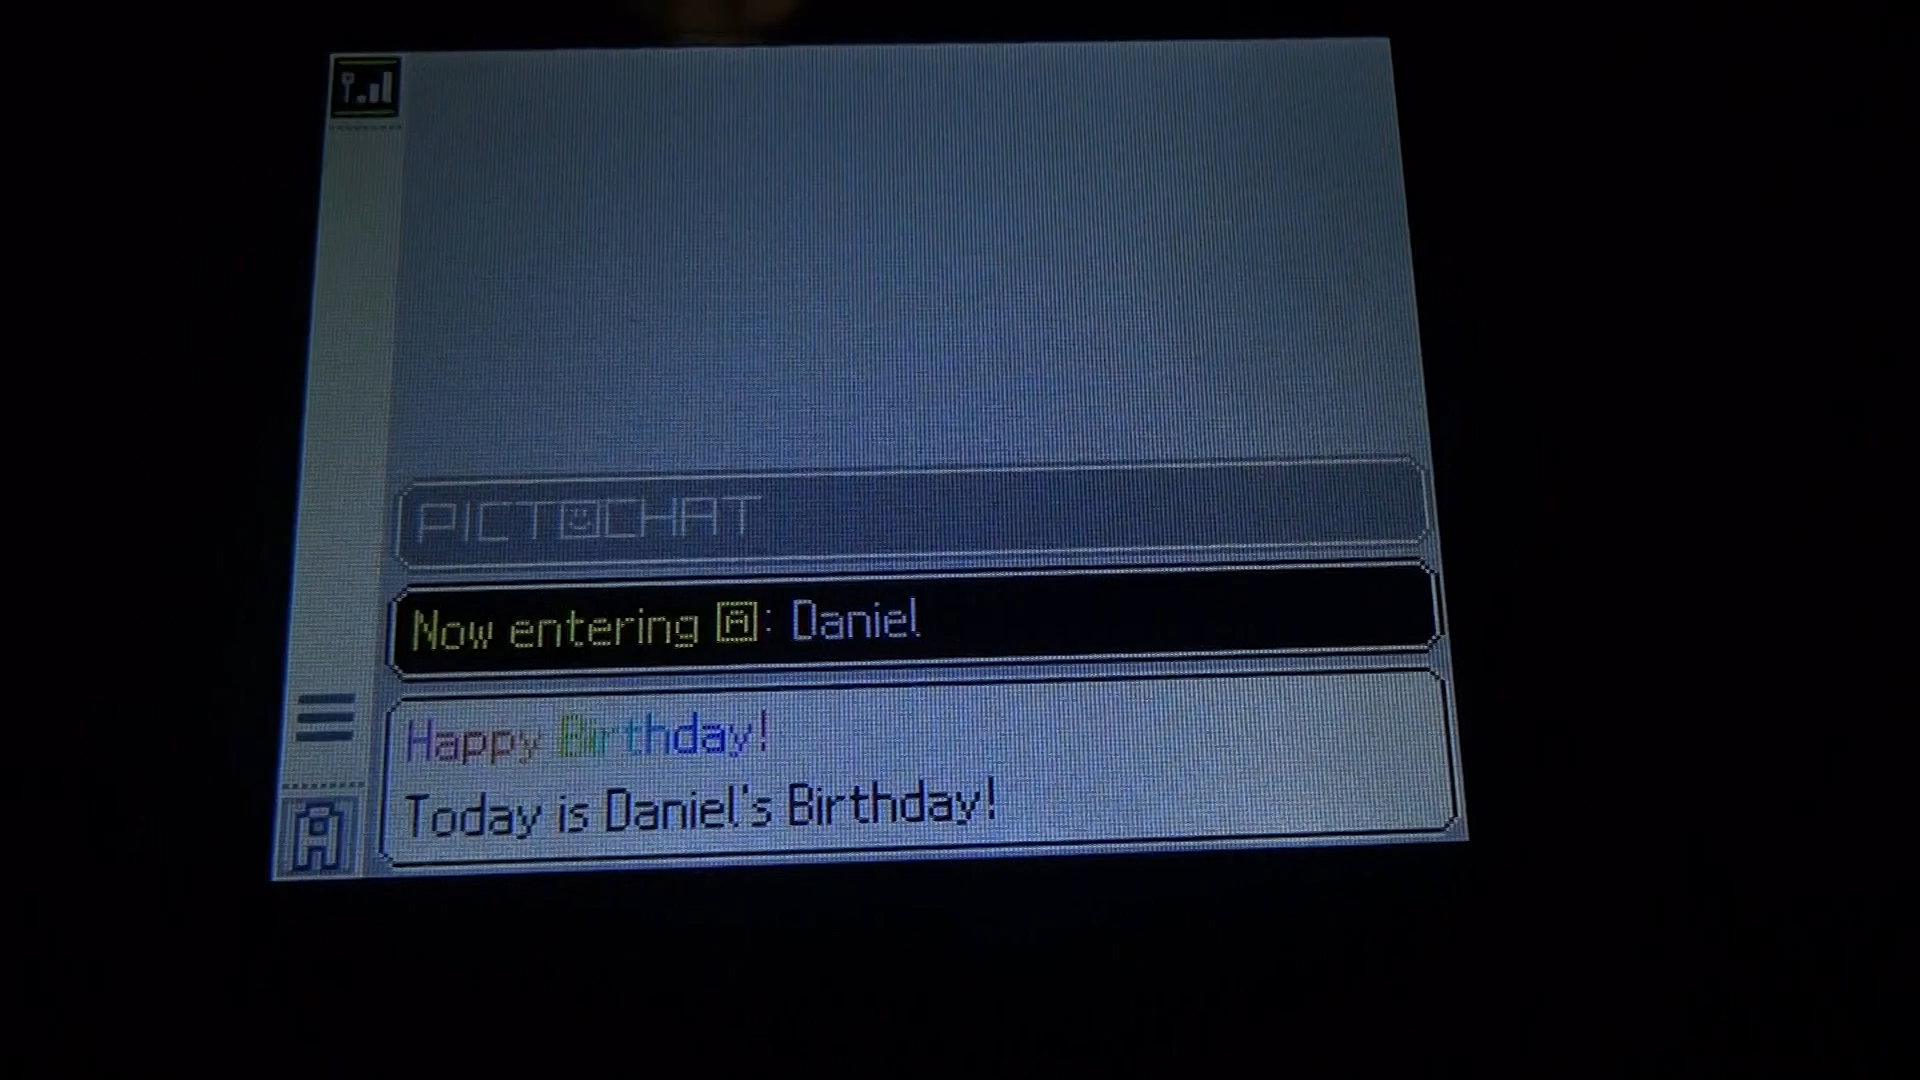 PICTOCHAT
Now entering A: Daniel
Happy Birthday!
Today is Daniel's Birthday!